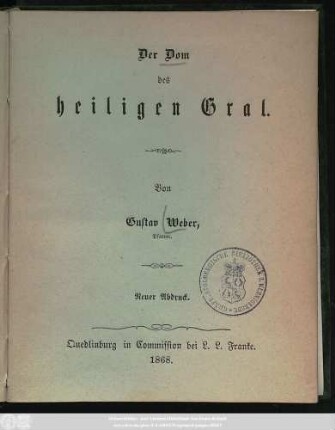 Der Dom
des
heiligen Gral.
Von
Gustav Weber,
Neuer Abdruck.
Quedlinburg in Commission bei L. L. Franke.
1868.